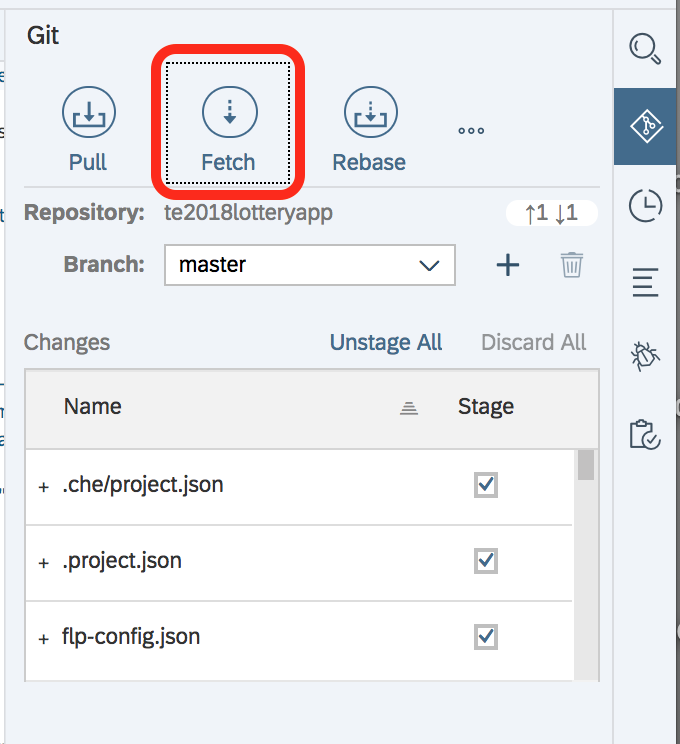 Git
Pull Fetch Rebase
Repository: te2018lotteryapp ↑1 ↓1
Branch: master
Changes Unstage All Discard All
Name Stage
+ .che/project.json
+ .project.json
+ flp-config.json